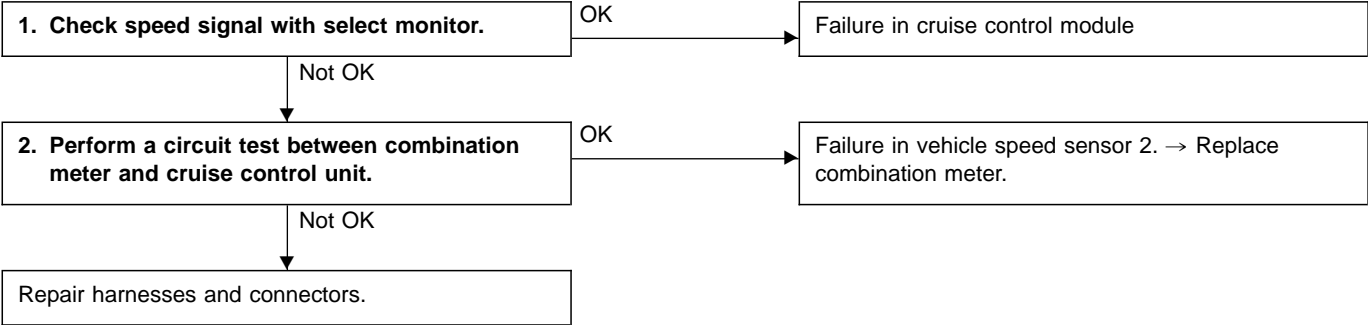 1. Check speed signal with select monitor.
OK
Failure in cruise control module
Not OK
2. Perform a circuit test between combination
meter and cruise control unit.
OK
Failure in vehicle speed sensor 2. → Replace
combination meter.
Not OK
Repair harnesses and connectors.